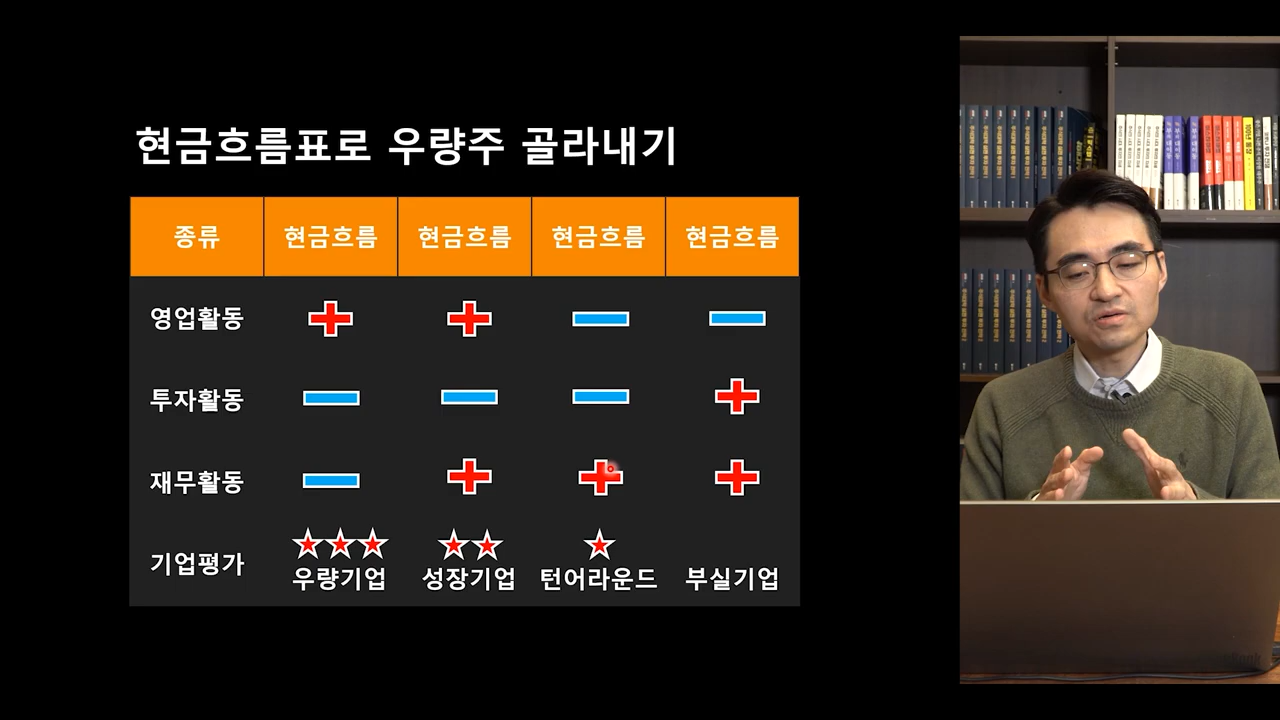 현금흐름표로 우량주 골라내기
종류 현금흐름 현금흐름 현금흐름 현금흐름
영업활동
투자활동
재무활동
기업평가
우량기업 성장기업 턴어라운드 부실기업